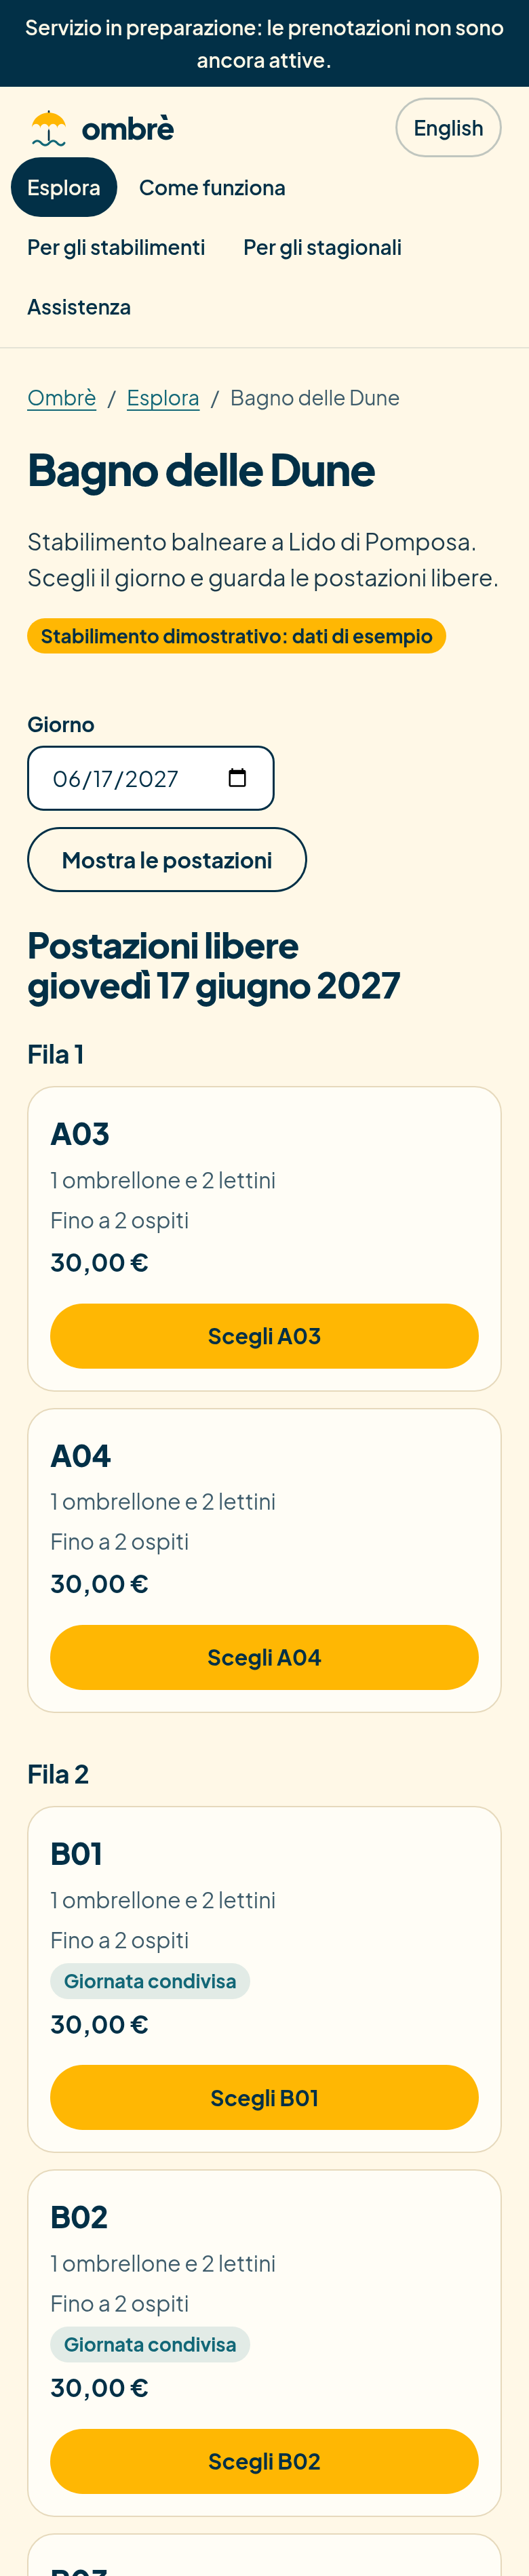 Servizio in preparazione: le prenotazioni non sono
ancora attive.
ombrè
English
Esplora
Come funziona
Per gli stabilimenti
Per gli stagionali
Assistenza
Ombrè / Esplora / Bagno delle Dune
Bagno delle Dune
Stabilimento balneare a Lido di Pomposa.
Scegli il giorno e guarda le postazioni libere.
Stabilimento dimostrativo: dati di esempio
Giorno
06/17/2027
Mostra le postazioni
Postazioni libere
giovedì 17 giugno 2027
Fila 1
A03
1 ombrellone e 2 lettini
Fino a 2 ospiti
30,00 €
Scegli A03
A04
1 ombrellone e 2 lettini
Fino a 2 ospiti
30,00 €
Scegli A04
Fila 2
B01
1 ombrellone e 2 lettini
Fino a 2 ospiti
Giornata condivisa
30,00 €
Scegli B01
B02
1 ombrellone e 2 lettini
Fino a 2 ospiti
Giornata condivisa
30,00 €
Scegli B02